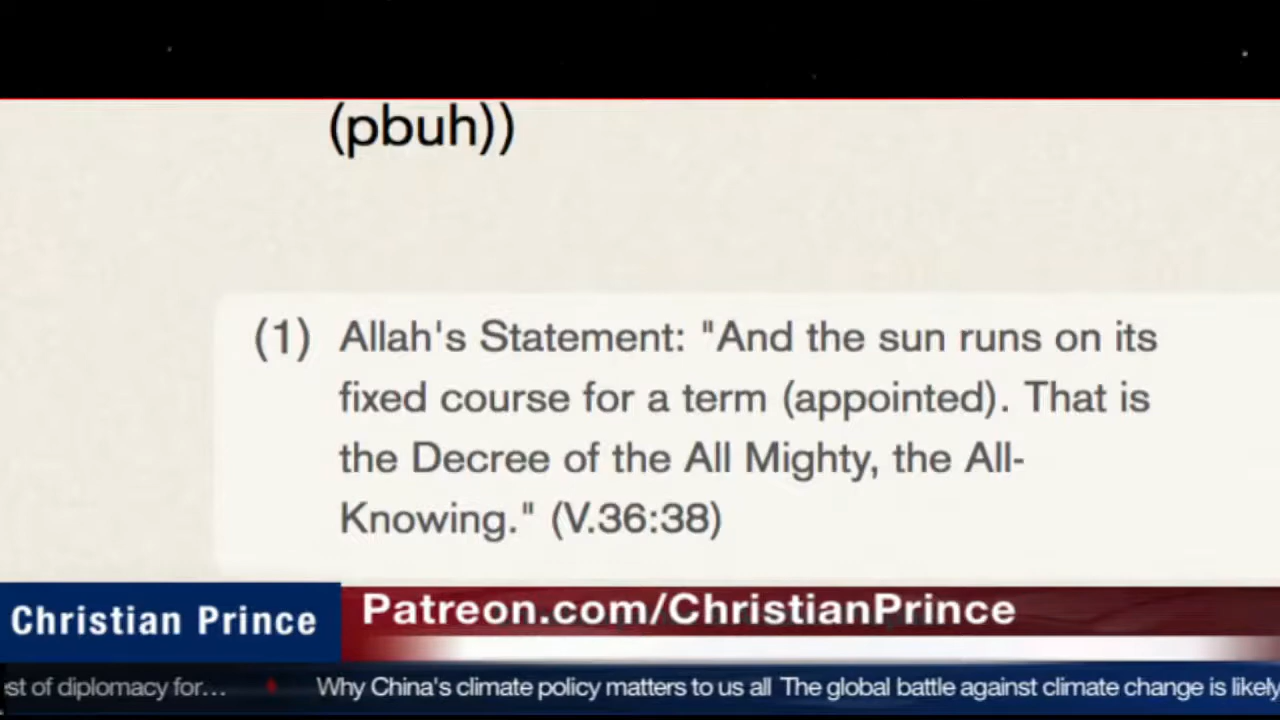 (pbuh))
(1) Allah's Statement: "And the sun runs on its
fixed course for a term (appointed). That is
the Decree of the All Mighty, the All-
Knowing." (V.36:38)
Christian Prince
Patreon.com/ChristianPrince
st of diplomacy for... Why China's climate policy matters to us all The global battle against climate change is likely